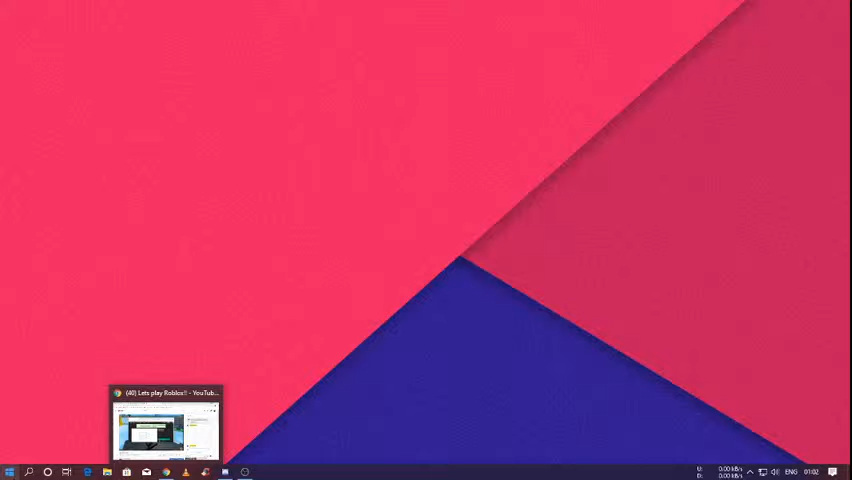 (40) Lets play Roblox!! - YouTub...
U: 0.00 kB/s
D: 0.00 kB/s
ENG
01:02